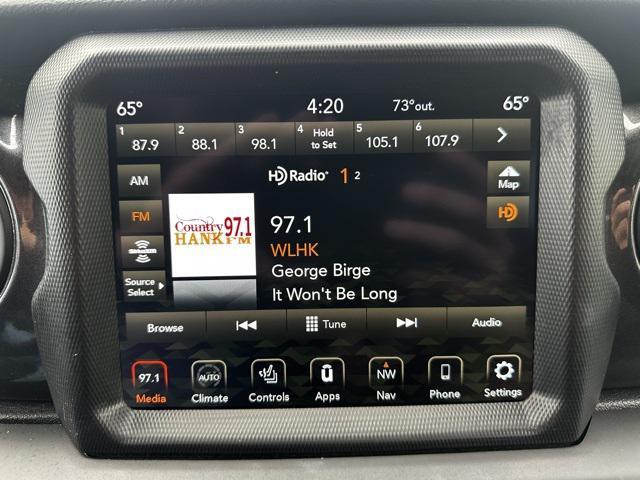 65° 4:20 73°out. 65°
1 87.9 2 88.1 3 98.1 4 Hold to Set 5 105.1 6 107.9
AM
HD Radio 1 2
Map
FM
HD
Country 97.1
HANK FM
97.1
WLHK
George Birge
It Won't Be Long
SiriusXM
Source
Select
Browse Tune Audio
97.1 AUTO NW
Media Climate Controls Apps Nav Phone Settings